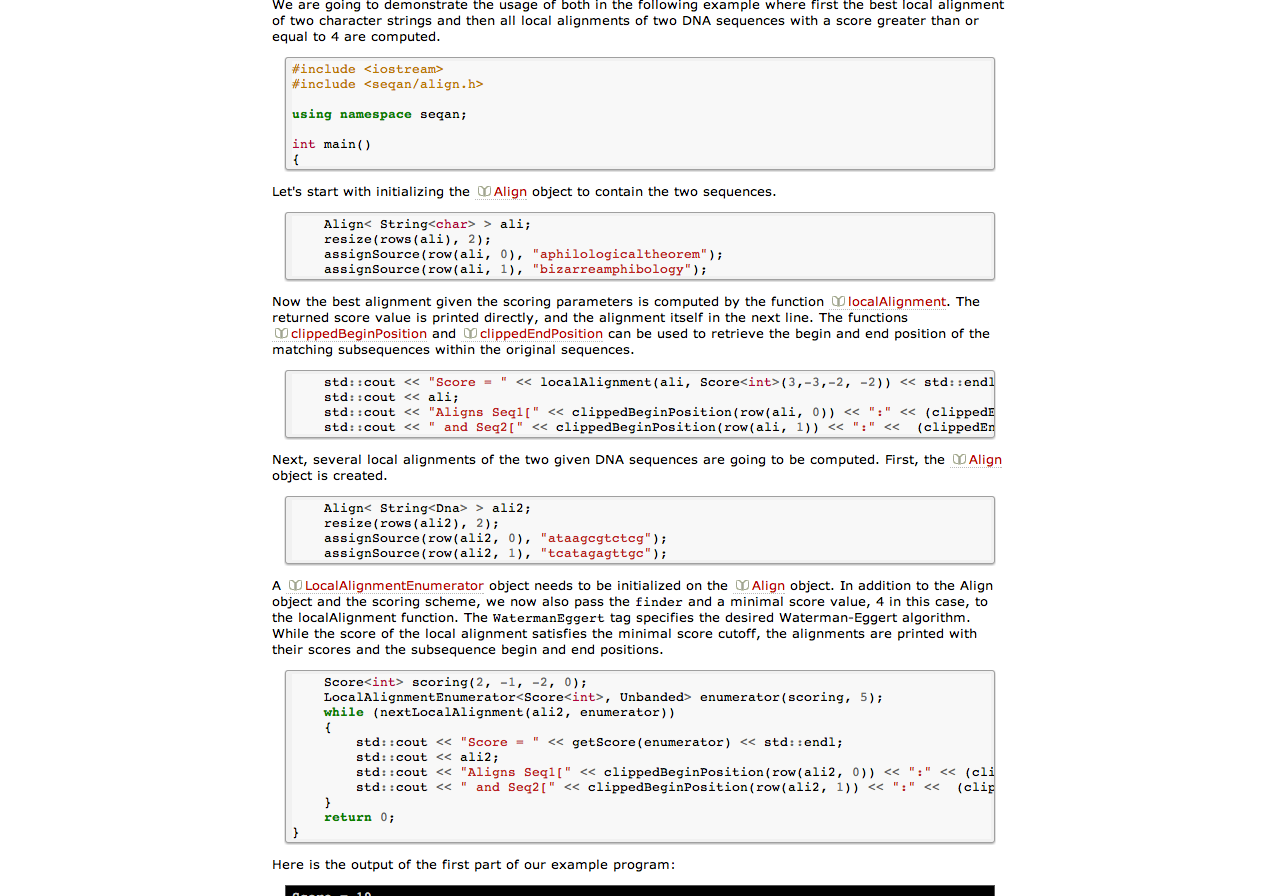 We are going to demonstrate the usage of both in the following example where first the best local alignment
of two character strings and then all local alignments of two DNA sequences with a score greater than or
equal to 4 are computed.
#include <iostream>
#include <seqan/align.h>
using namespace seqan;
int main()
{
Let's start with initializing the Align object to contain the two sequences.
    Align< String<char> > ali;
    resize(rows(ali), 2);
    assignSource(row(ali, 0), "aphilologicaltheorem");
    assignSource(row(ali, 1), "bizarreamphibology");
Now the best alignment given the scoring parameters is computed by the function localAlignment. The
returned score value is printed directly, and the alignment itself in the next line. The functions
clippedBeginPosition and clippedEndPosition can be used to retrieve the begin and end position of the
matching subsequences within the original sequences.
    std::cout << "Score = " << localAlignment(ali, Score<int>(3,-3,-2, -2)) << std::endl
    std::cout << ali;
    std::cout << "Aligns Seq1[" << clippedBeginPosition(row(ali, 0)) << ":" << (clippedE
    std::cout << " and Seq2[" << clippedBeginPosition(row(ali, 1)) << ":" <<  (clippedEn
Next, several local alignments of the two given DNA sequences are going to be computed. First, the Align
object is created.
    Align< String<Dna> > ali2;
    resize(rows(ali2), 2);
    assignSource(row(ali2, 0), "ataagcgtctcg");
    assignSource(row(ali2, 1), "tcatagagttgc");
A LocalAlignmentEnumerator object needs to be initialized on the Align object. In addition to the Align
object and the scoring scheme, we now also pass the finder and a minimal score value, 4 in this case, to
the localAlignment function. The WatermanEggert tag specifies the desired Waterman-Eggert algorithm.
While the score of the local alignment satisfies the minimal score cutoff, the alignments are printed with
their scores and the subsequence begin and end positions.
    Score<int> scoring(2, -1, -2, 0);
    LocalAlignmentEnumerator<Score<int>, Unbanded> enumerator(scoring, 5);
    while (nextLocalAlignment(ali2, enumerator))
    {
        std::cout << "Score = " << getScore(enumerator) << std::endl;
        std::cout << ali2;
        std::cout << "Aligns Seq1[" << clippedBeginPosition(row(ali2, 0)) << ":" << (cli
        std::cout << " and Seq2[" << clippedBeginPosition(row(ali2, 1)) << ":" <<  (clip
    }
    return 0;
}
Here is the output of the first part of our example program: